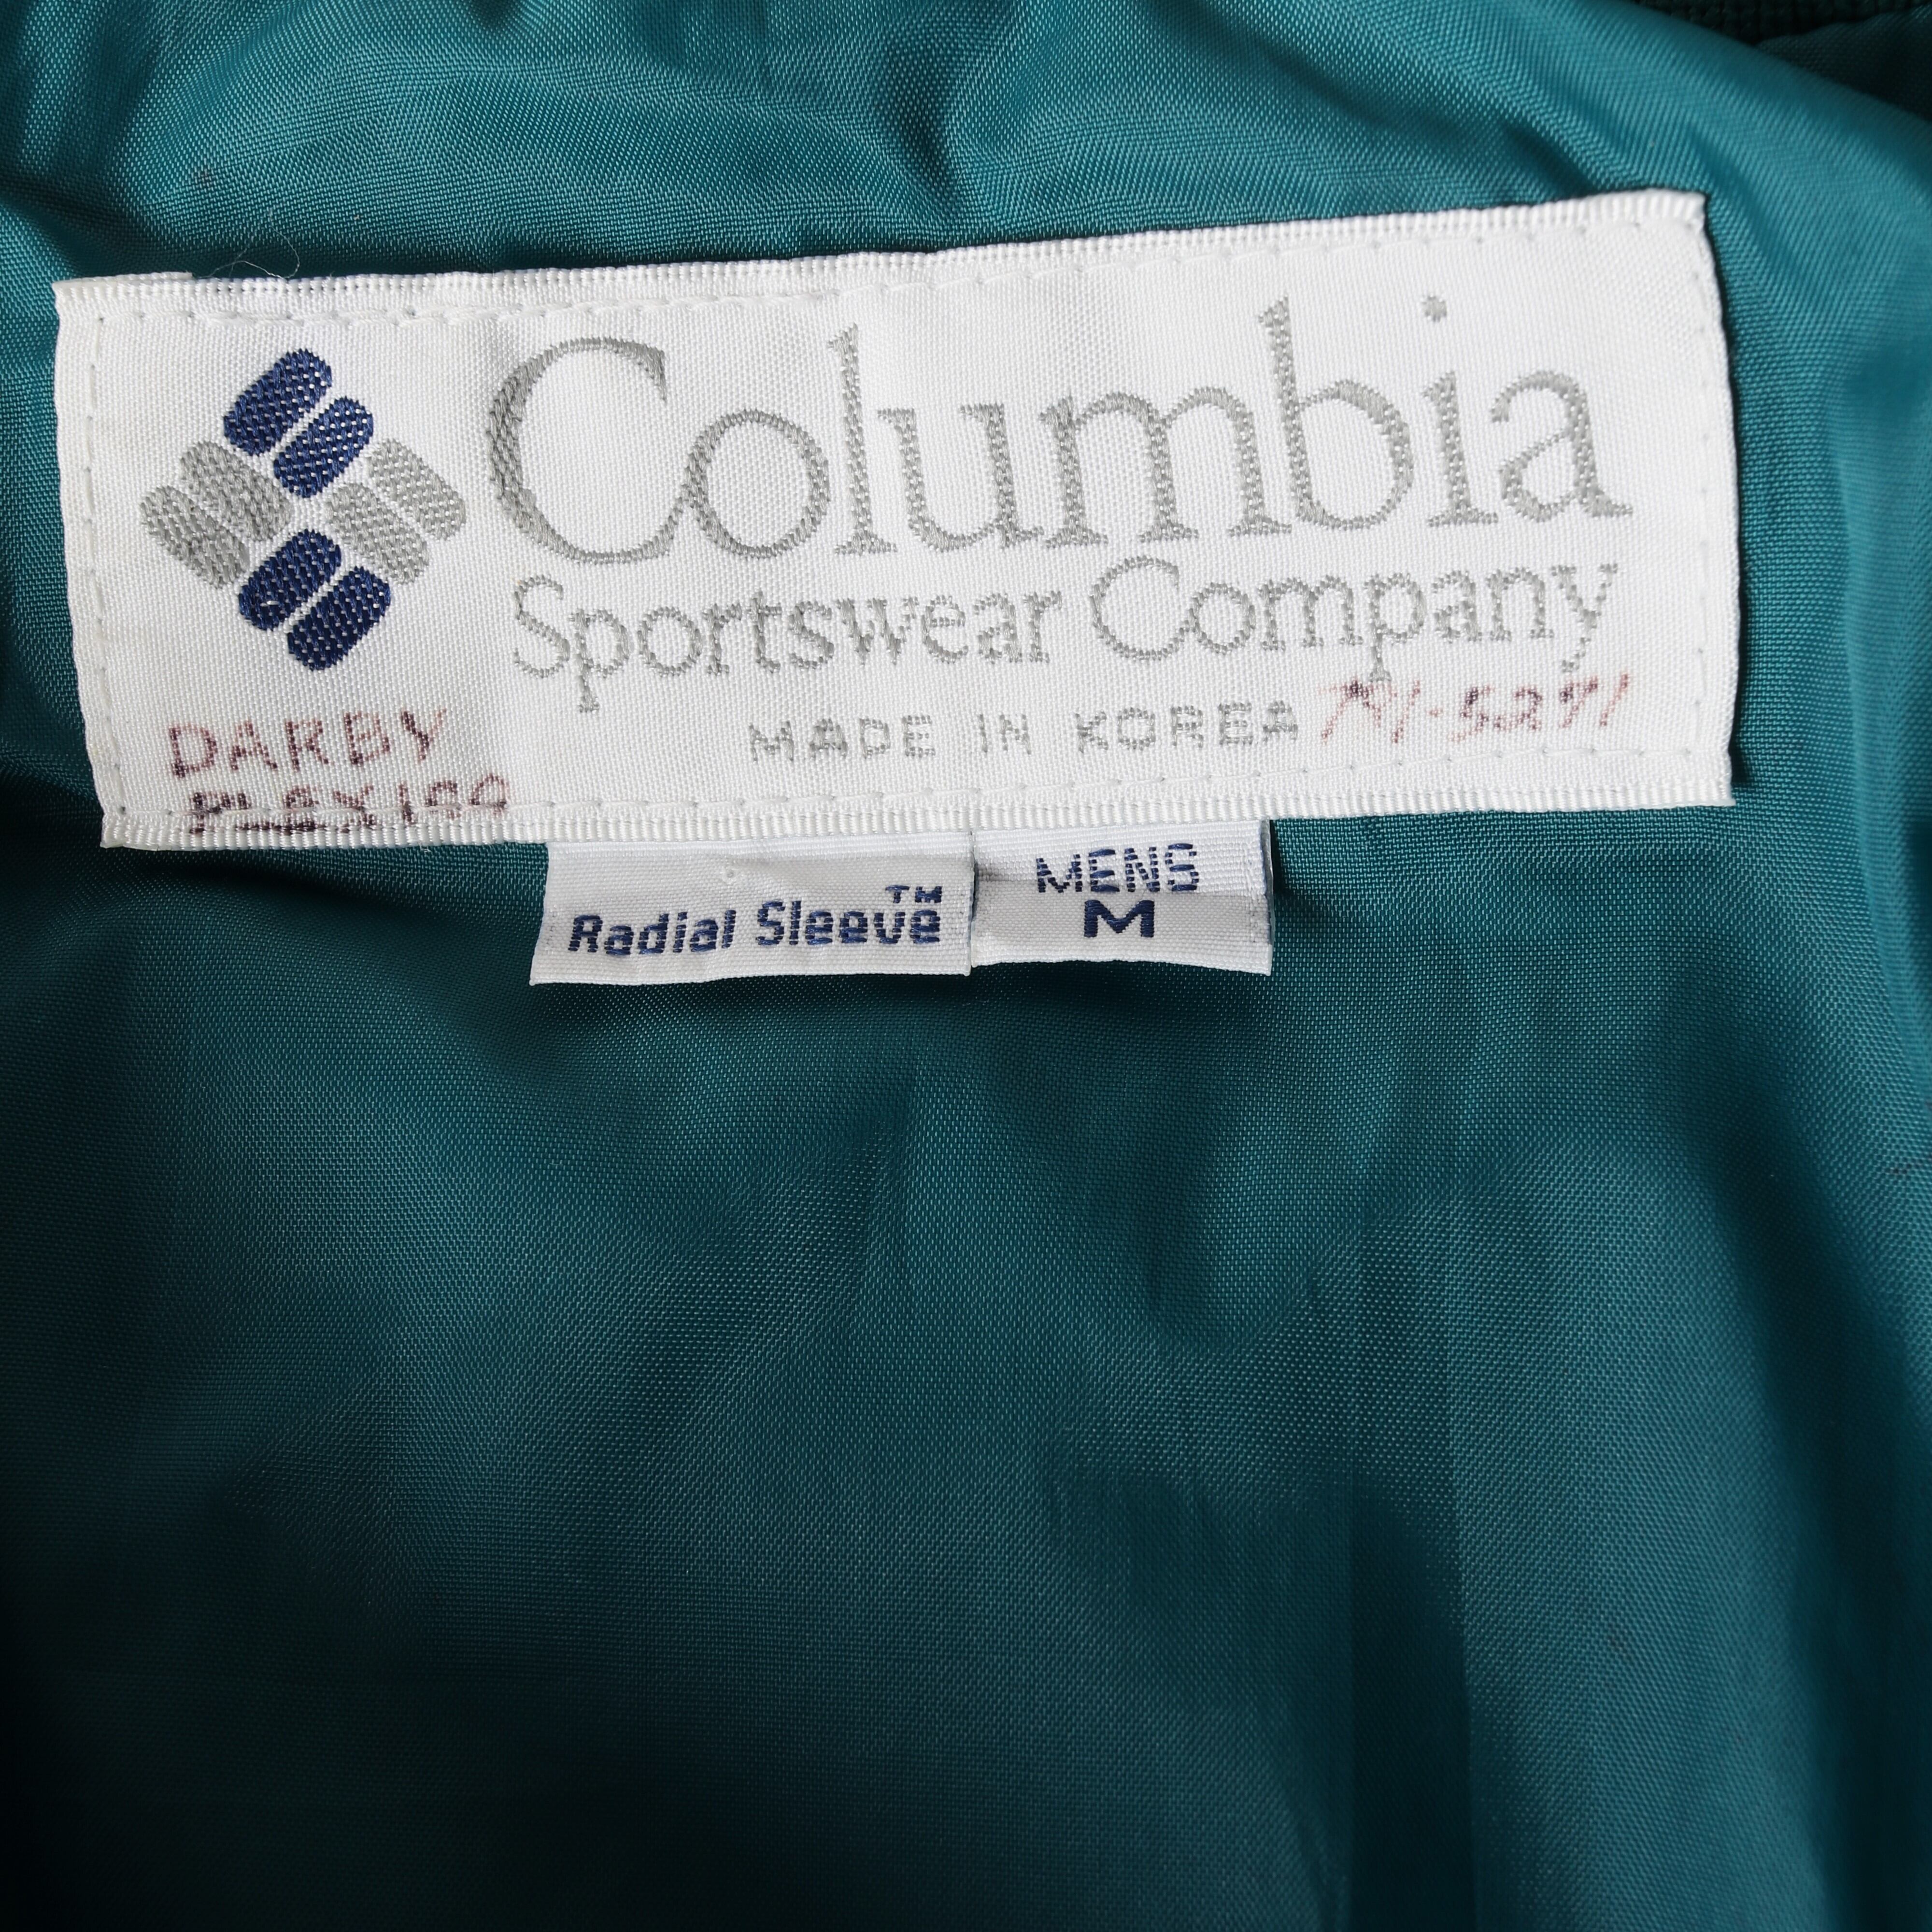 Columbia
Sportswear Company
MADE IN KOREA
DARBY
Radial Sleeve™
MENS
M